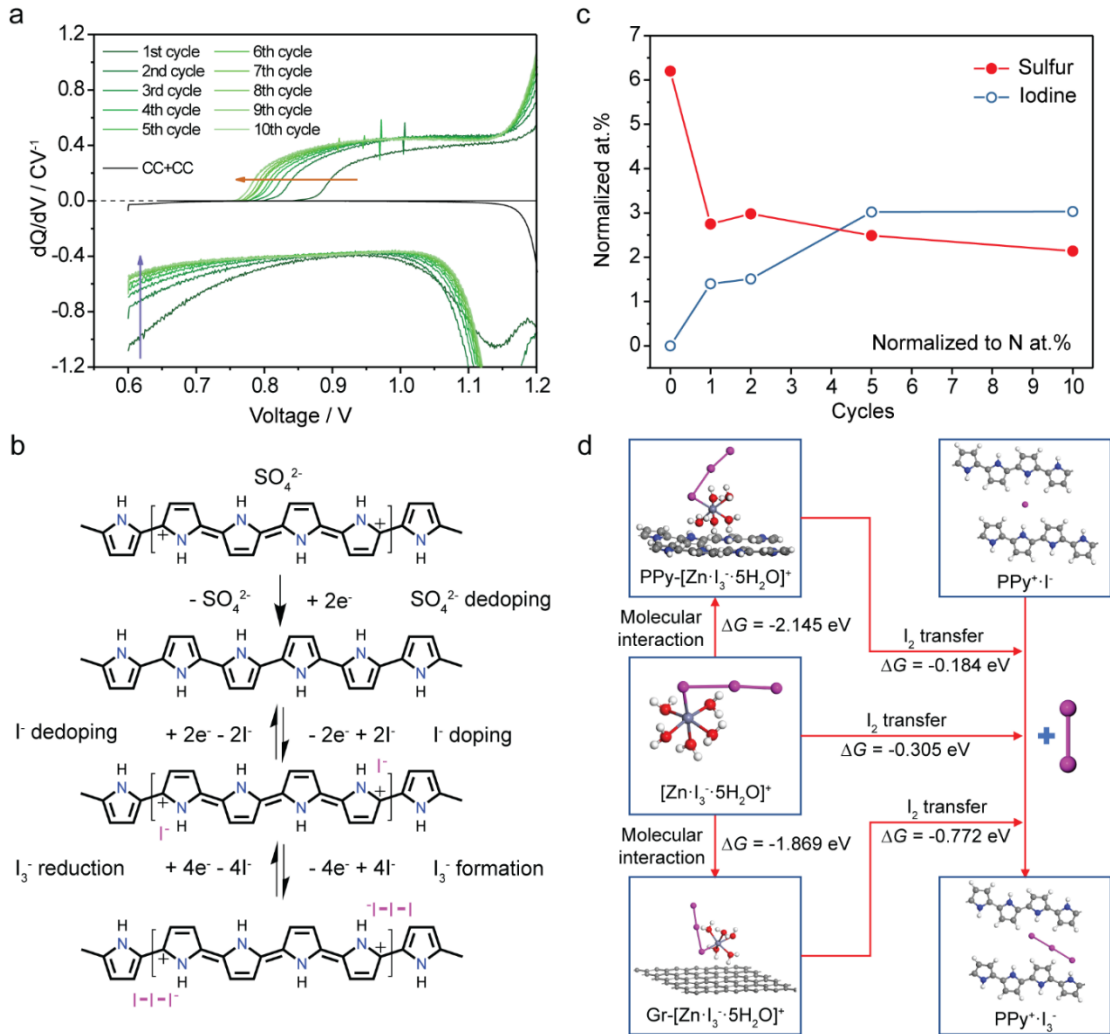 a
1.2
0.8
0.4
0.0
-0.4
-0.8
-1.2
dQ/dV / CV⁻¹
1st cycle
2nd cycle
3rd cycle
4th cycle
5th cycle
6th cycle
7th cycle
8th cycle
9th cycle
10th cycle
CC+CC
0.6 0.7 0.8 0.9 1.0 1.1 1.2
Voltage / V
c
7
6
5
4
3
2
1
0
Normalized at.%
Sulfur
Iodine
Normalized to N at.%
0 1 2 3 4 5 6 7 8 9 10
Cycles
b
SO₄²⁻
H H H
N N N
+ +
N N N
H H H
- SO₄²⁻ + 2e⁻ SO₄²⁻ dedoping
H H H
N N N
N N N
H H H
I⁻ dedoping + 2e⁻ - 2I⁻ - 2e⁻ + 2I⁻ I⁻ doping
H H H I⁻
N N N
+ +
N N N
I⁻ H H H
I₃⁻ reduction + 4e⁻ - 4I⁻ - 4e⁻ + 4I⁻ I₃⁻ formation
⁻I-I-I
H H H
N N N
+ +
N N N
H H H
I-I-I⁻
d
PPy-[Zn·I₃⁻·5H₂O]⁺
PPy⁺·I⁻
Molecular
interaction
ΔG = -2.145 eV
I₂ transfer
ΔG = -0.184 eV
I₂ transfer
ΔG = -0.305 eV
+
[Zn·I₃⁻·5H₂O]⁺
Molecular
interaction
ΔG = -1.869 eV
I₂ transfer
ΔG = -0.772 eV
Gr-[Zn·I₃⁻·5H₂O]⁺
PPy⁺·I₃⁻